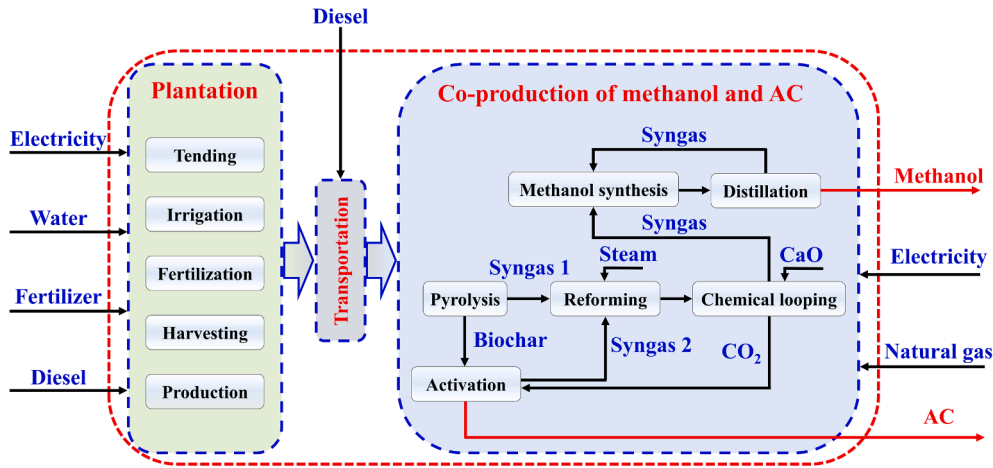 Diesel
Plantation
Co-production of methanol and AC
Electricity
Water
Fertilizer
Diesel
Tending
Irrigation
Fertilization
Harvesting
Production
Transportation
Syngas
Methanol synthesis
Distillation
Methanol
Syngas
Steam
CaO
Electricity
Syngas 1
Pyrolysis
Reforming
Chemical looping
Biochar
Syngas 2
CO₂
Natural gas
Activation
AC